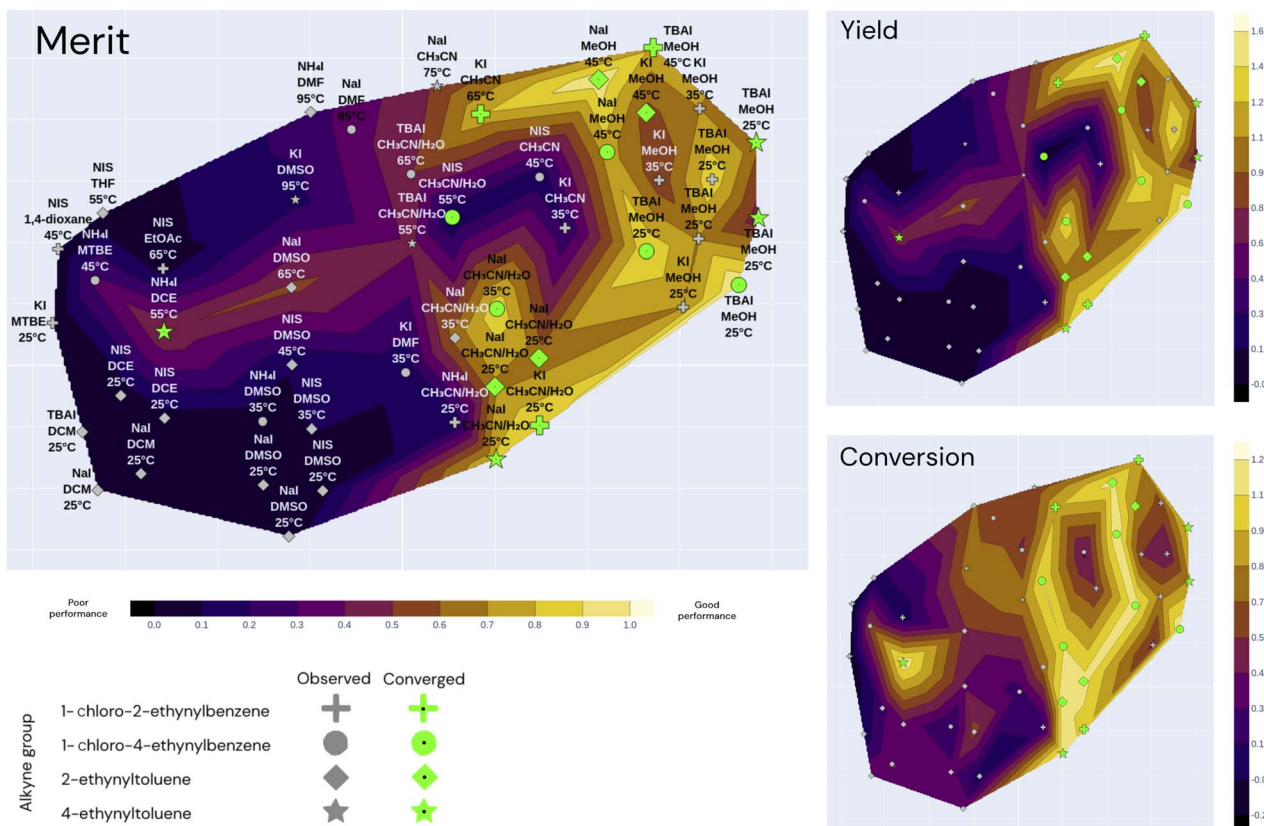 Merit
NaI
MeOH
45°C
TBAI
MeOH
45°C
NaI
CH₃CN
75°C
KI
CH₃CN
65°C
KI
MeOH
45°C
KI
MeOH
35°C
NH₄I
DMF
95°C
NaI
DMF
85°C
TBAI
MeOH
25°C
NaI
MeOH
45°C
TBAI
CH₃CN/H₂O
65°C
NIS
CH₃CN
45°C
KI
MeOH
35°C
TBAI
MeOH
25°C
KI
DMSO
95°C
NIS
CH₃CN/H2O
55°C
NIS
THF
55°C
KI
CH₃CN
35°C
TBAI
CH₃CN/H2O
55°C
TBAI
MeOH
25°C
TBAI
MeOH
25°C
NIS
1,4-dioxane
45°C
NIS
EtOAc
65°C
NH₄I
MTBE
45°C
TBAI
MeOH
25°C
NaI
DMSO
65°C
NaI
CH₃CN/H2O
35°C
KI
MeOH
25°C
NH₄I
DCE
55°C
NaI
CH₃CN/H2O
35°C
TBAI
MeOH
25°C
KI
MTBE
25°C
NaI
CH₃CN/H2O
25°C
NIS
DMSO
45°C
KI
DMF
35°C
NaI
CH₃CN/H2O
25°C
NIS
DCE
25°C
NIS
DCE
25°C
NH₄I
DMSO
35°C
NIS
DMSO
35°C
NH₄I
CH₃CN/H2O
25°C
KI
CH₃CN/H2O
25°C
TBAI
DCM
25°C
NaI
DCM
25°C
NaI
DMSO
25°C
NIS
DMSO
25°C
NaI
CH₃CN/H2O
25°C
NaI
DCM
25°C
NaI
DMSO
25°C
Poor
performance
0.0 0.1 0.2 0.3 0.4 0.5 0.6 0.7 0.8 0.9 1.0
Good
performance
Observed Converged
Alkyne group
1-chloro-2-ethynylbenzene
1-chloro-4-ethynylbenzene
2-ethynyltoluene
4-ethynyltoluene
Yield
1.6
1.4
1.2
1.1
0.9
0.7
0.6
0.4
0.3
0.1
-0.0
Conversion
1.2
1.1
0.9
0.8
0.7
0.5
0.4
0.3
0.1
-0.0
-0.2